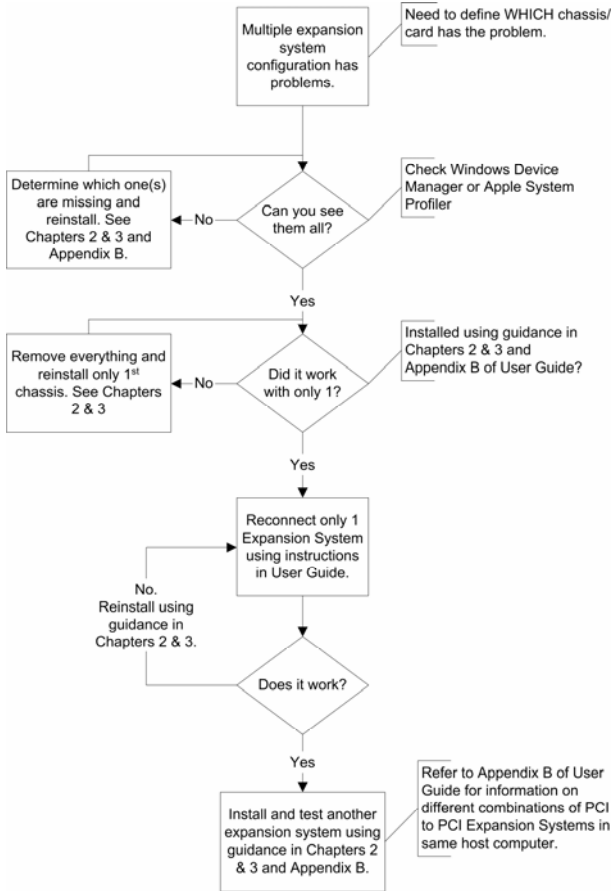 Multiple expansion
system
configuration has
problems.
Need to define WHICH chassis/
card has the problem.
Determine which one(s)
are missing and
reinstall. See
Chapters 2 & 3 and
Appendix B.
No
Can you see
them all?
Check Windows Device
Manager or Apple System
Profiler
Yes
Remove everything and
reinstall only 1st
chassis. See Chapters
2 & 3
No
Did it work
with only 1?
Installed using guidance in
Chapters 2 & 3 and
Appendix B of User Guide?
Yes
Reconnect only 1
Expansion System
using instructions
in User Guide.
No.
Reinstall using
guidance in
Chapters 2 & 3.
Does it work?
Yes
Install and test another
expansion system using
guidance in Chapters 2
& 3 and Appendix B.
Refer to Appendix B of User
Guide for information on
different combinations of PCI
to PCI Expansion Systems in
same host computer.